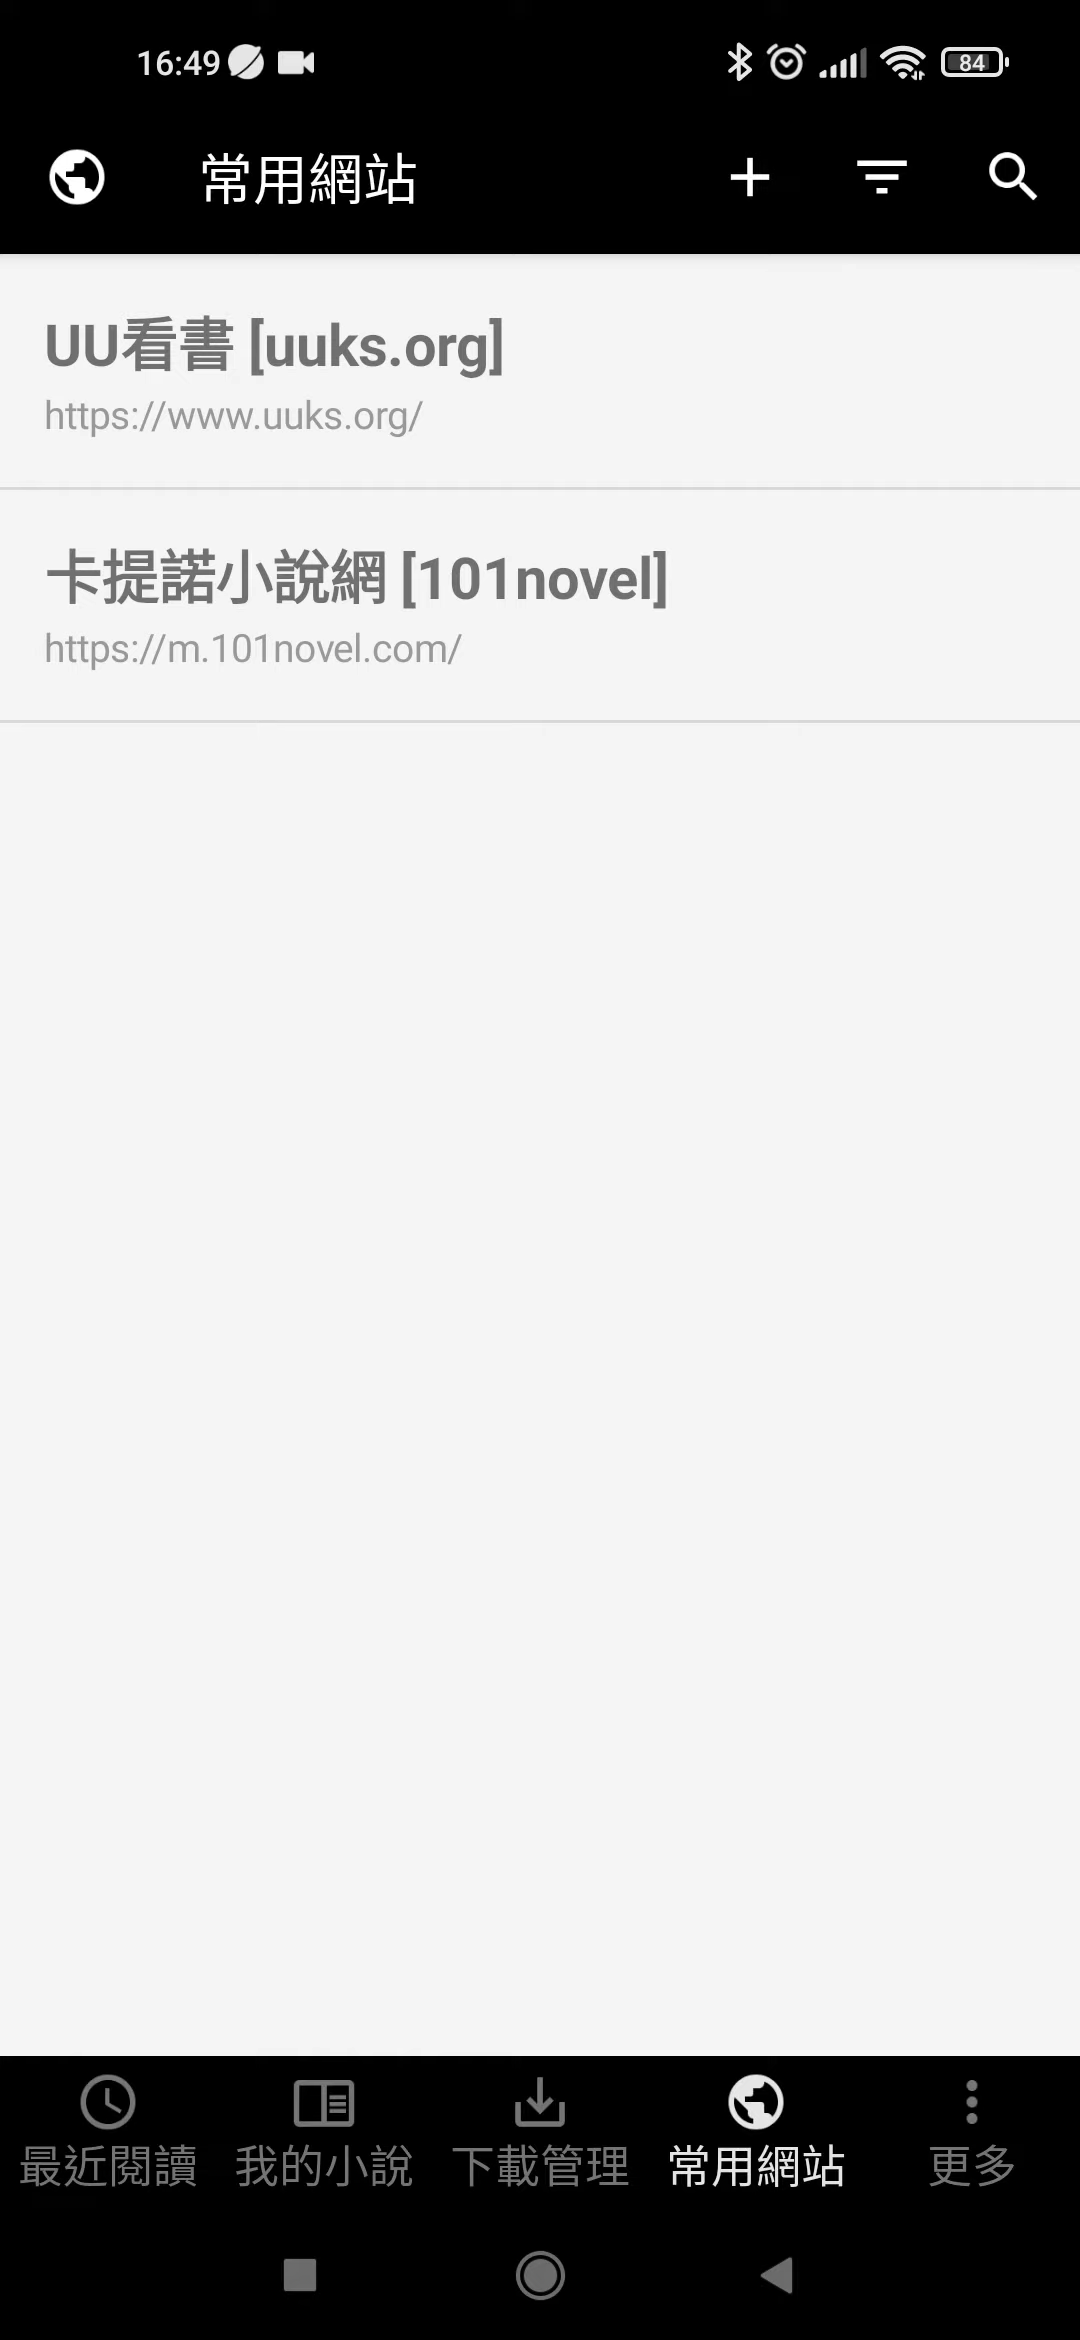 16:49
84
常用網站
UU看書 [uuks.org]
https://www.uuks.org/
卡提諾小說網 [101novel]
https://m.101novel.com/
最近閱讀 我的小說 下載管理 常用網站 更多